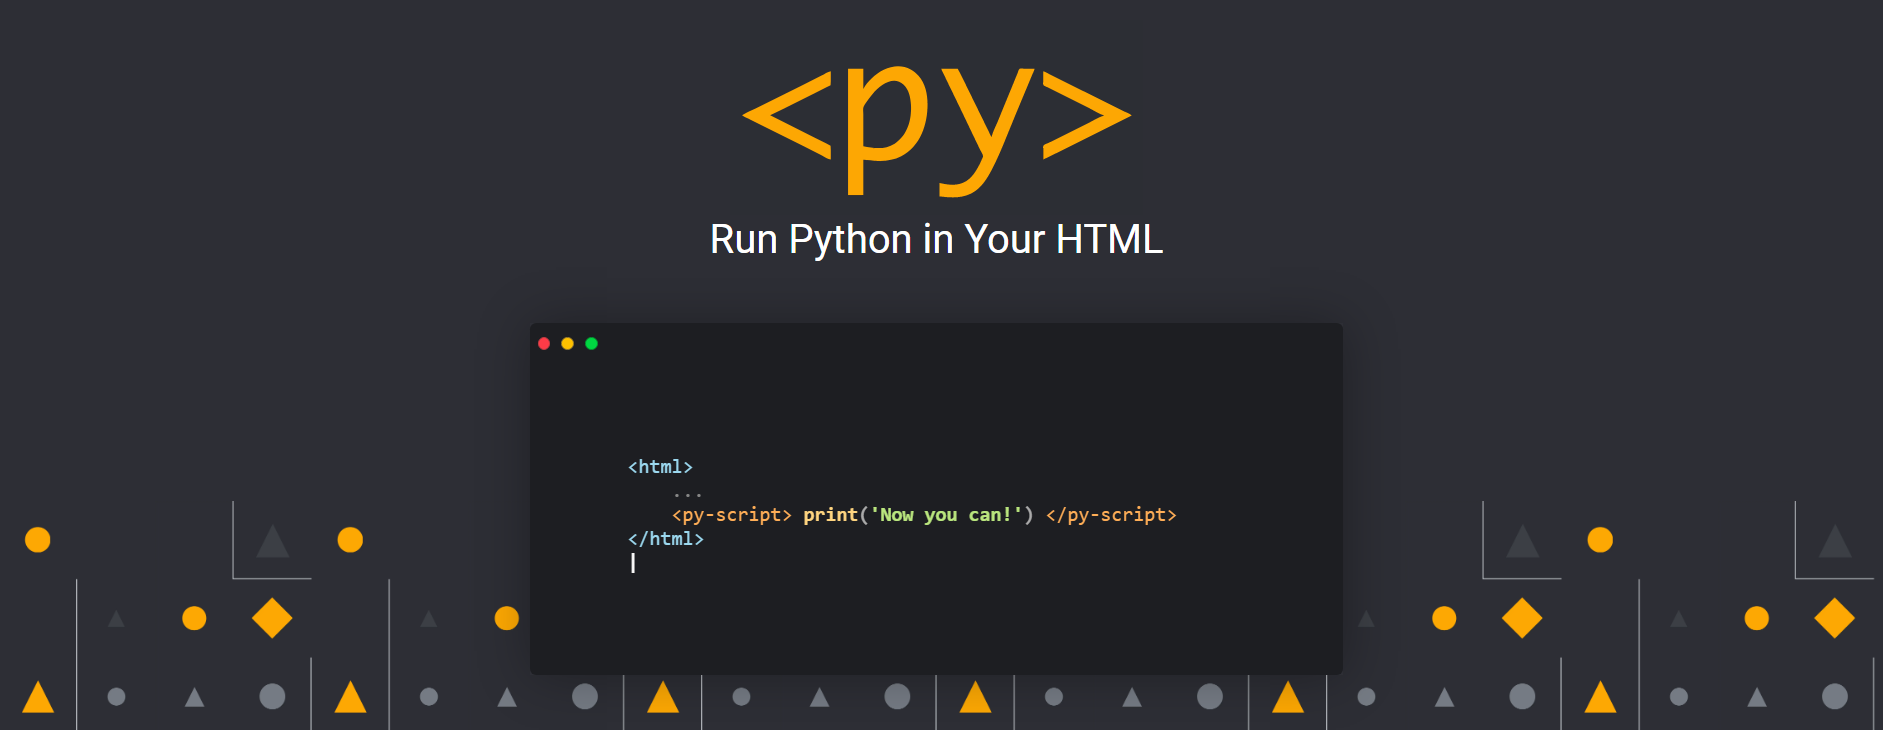 <py>
Run Python in Your HTML
<html>
...
<py-script> print('Now you can!') </py-script>
</html>